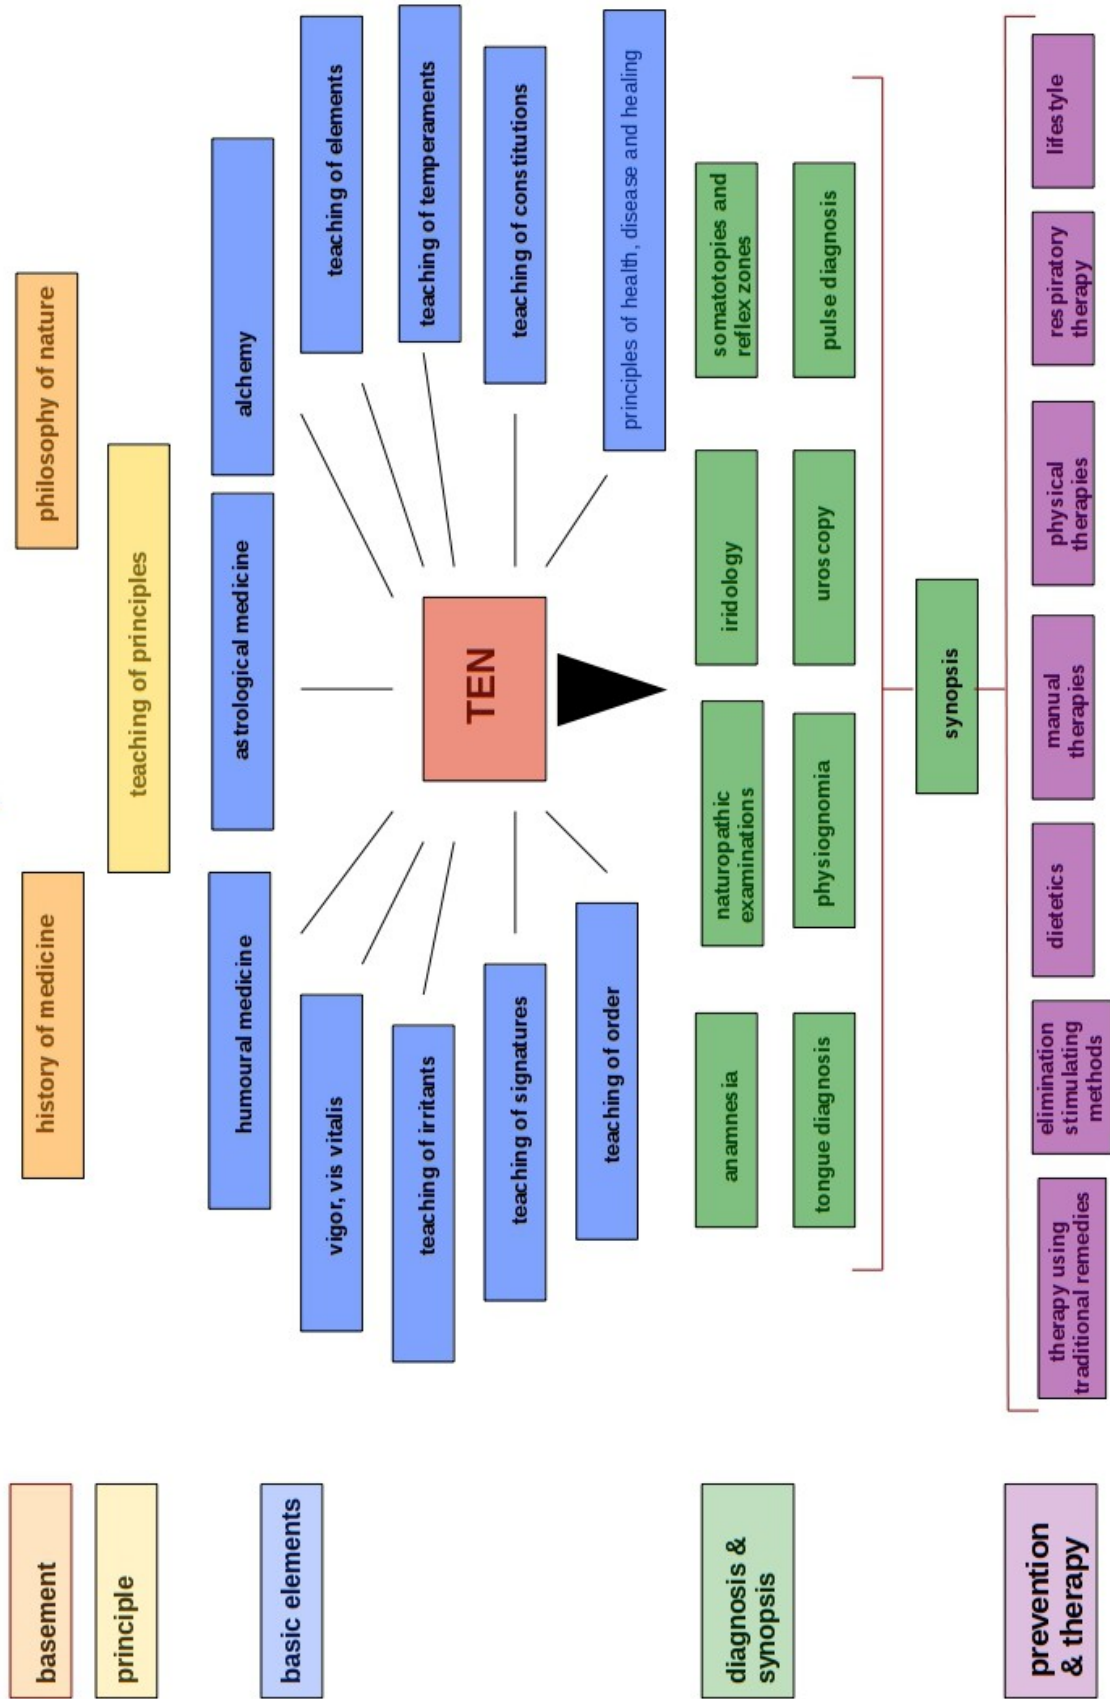 basement
history of medicine
philosophy of nature
principle
teaching of principles
basic elements
humoural medicine
astrological medicine
alchemy
vigor, vis vitalis
teaching of elements
teaching of irritants
teaching of temperaments
TEN
teaching of signatures
teaching of constitutions
teaching of order
principles of health, disease and healing
diagnosis &
synopsis
anamnesia
naturopathic
examinations
iridology
somatotopies and
reflex zones
tongue diagnosis
physiognomia
uroscopy
pulse diagnosis
synopsis
prevention
& therapy
therapy using
traditional remedies
elimination
stimulating
methods
dietetics
manual
therapies
physical
therapies
respiratory
therapy
lifestyle